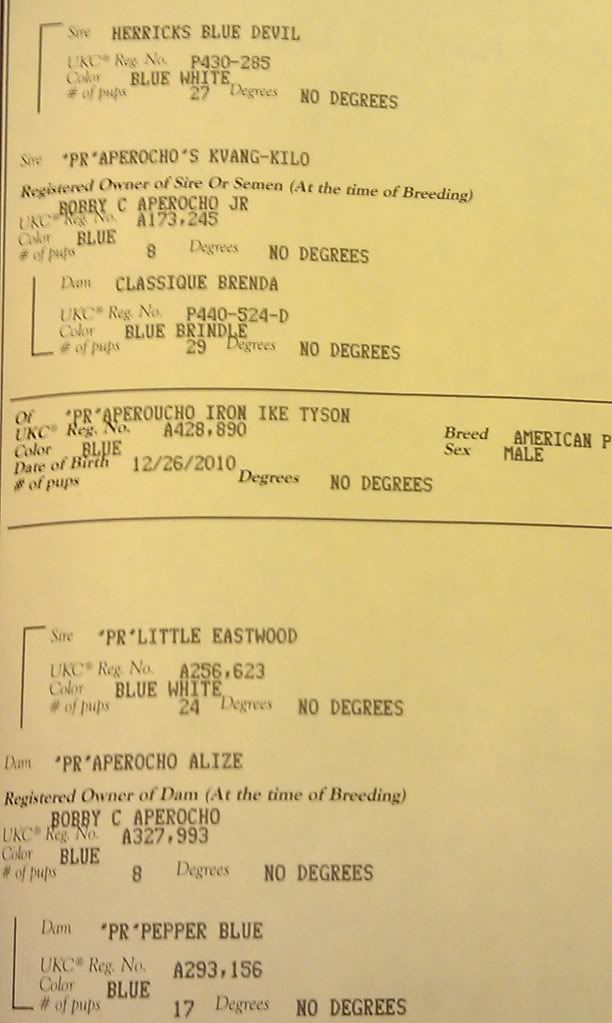 Sire HERRICKS BLUE DEVIL
UKC® Reg. No. P430-285
Color BLUE WHITE
# of pups 27 Degrees NO DEGREES
Sire 'PR'APEROCHO'S KVANG-KILO
Registered Owner of Sire Or Semen (At the time of Breeding)
BOBBY C APEROCHO JR
UKC® Reg. No. A173,245
Color BLUE
# of pups 8 Degrees NO DEGREES
Dam CLASSIQUE BRENDA
UKC® Reg. No. P440-524-D
Color BLUE BRINDLE
# of pups 29 Degrees NO DEGREES
Of 'PR'APEROUCHO IRON IKE TYSON
UKC® Reg. No. A428,890 Breed AMERICAN P
Color BLUE Sex MALE
Date of Birth 12/26/2010
# of pups Degrees NO DEGREES
Sire 'PR'LITTLE EASTWOOD
UKC® Reg. No. A256,623
Color BLUE WHITE
# of pups 24 Degrees NO DEGREES
Dam 'PR'APEROCHO ALIZE
Registered Owner of Dam (At the time of Breeding)
BOBBY C APEROCHO
UKC® Reg. No. A327,993
Color BLUE
# of pups 8 Degrees NO DEGREES
Dam 'PR'PEPPER BLUE
UKC® Reg. No. A293,156
Color BLUE
# of pups 17 Degrees NO DEGREES